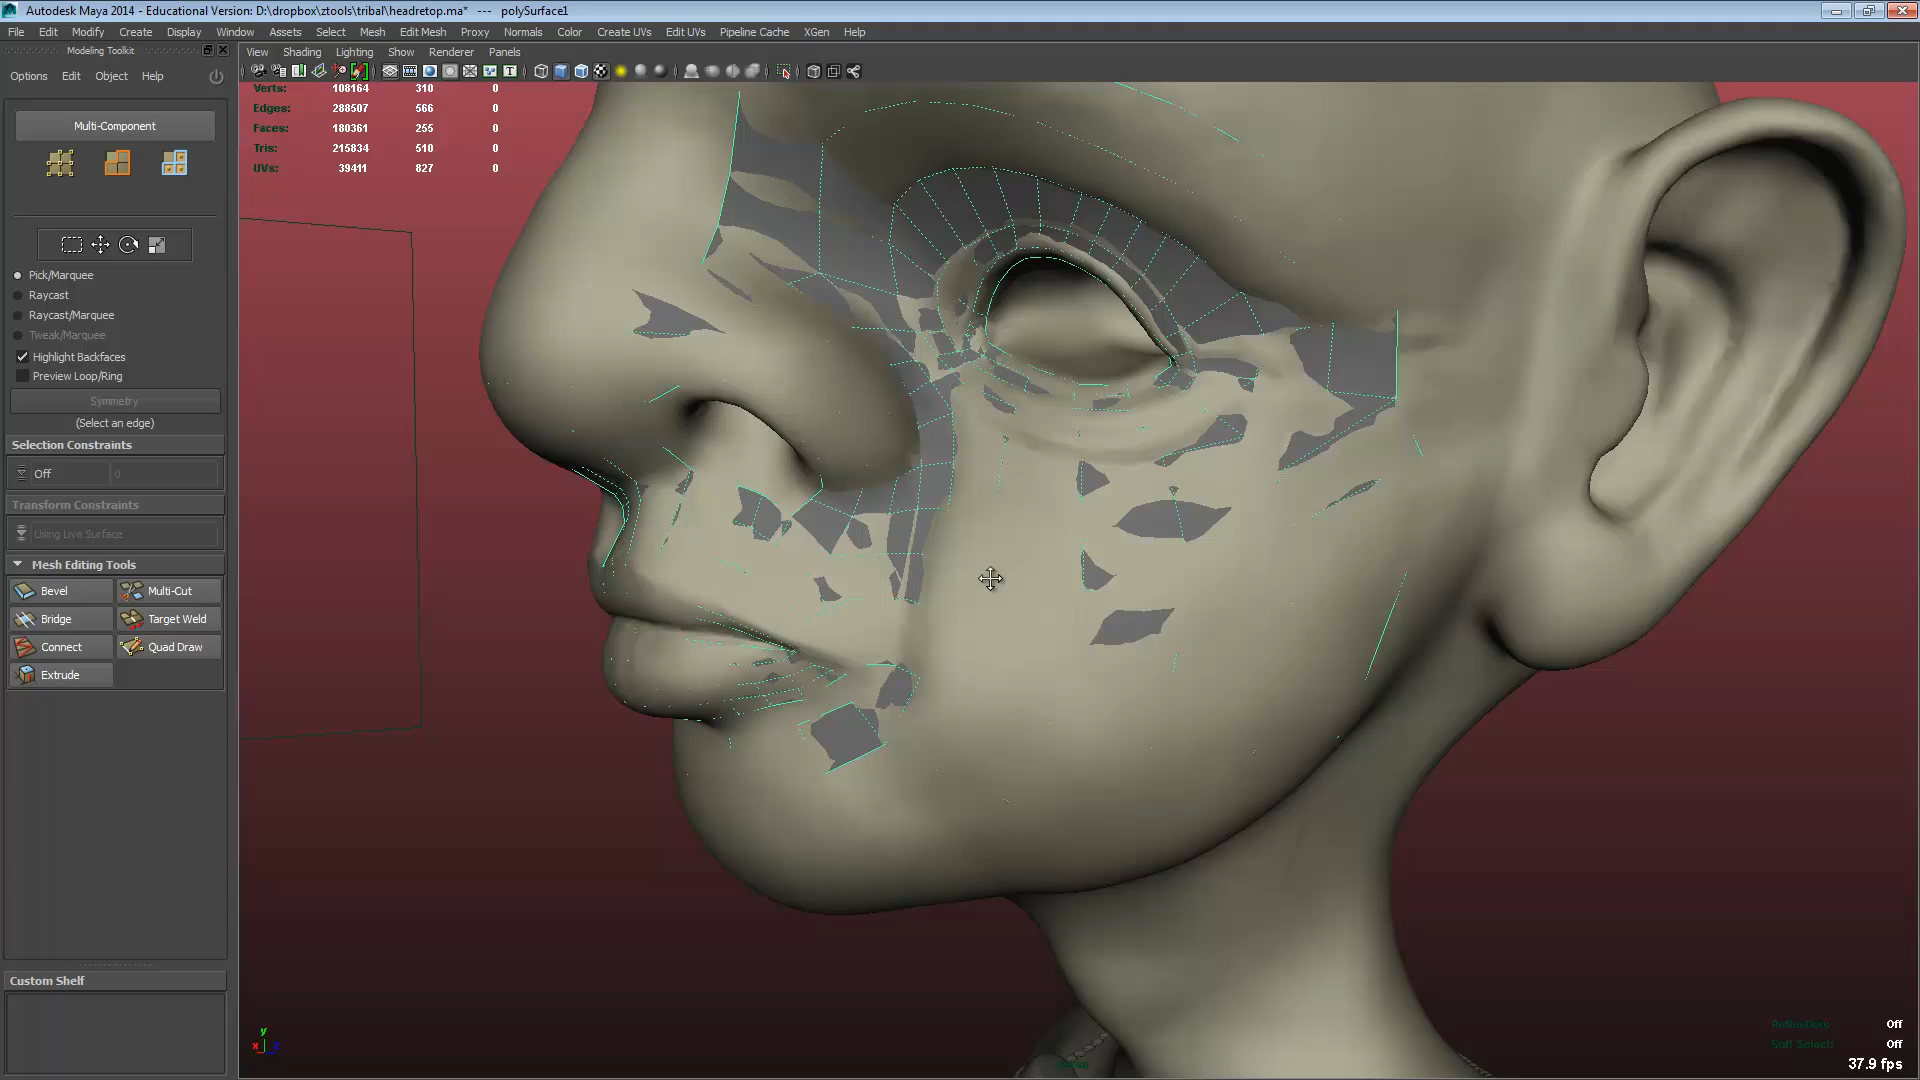 Autodesk Maya 2014 - Educational Version: D:\dropbox\ztools\tribal\headretop.ma* --- polySurface1
File Edit Modify Create Display Window Assets Select Mesh Edit Mesh Proxy Normals Color Create UVs Edit UVs Pipeline Cache XGen Help
Modeling Toolkit
View Shading Lighting Show Renderer Panels
Options Edit Object Help
Verts: 108164 310 0
Edges: 288507 566 0
Faces: 180361 255 0
Tris: 215834 510 0
UVs: 39411 827 0
Multi-Component
Pick/Marquee
Raycast
Raycast/Marquee
Tweak/Marquee
Highlight Backfaces
Preview Loop/Ring
Symmetry
(Select an edge)
Selection Constraints
Off 0
Transform Constraints
Using Live Surface
Mesh Editing Tools
Bevel Multi-Cut
Bridge Target Weld
Connect Quad Draw
Extrude
Custom Shelf
y
x z
Reflection: Off
Soft Select: Off
37.9 fps